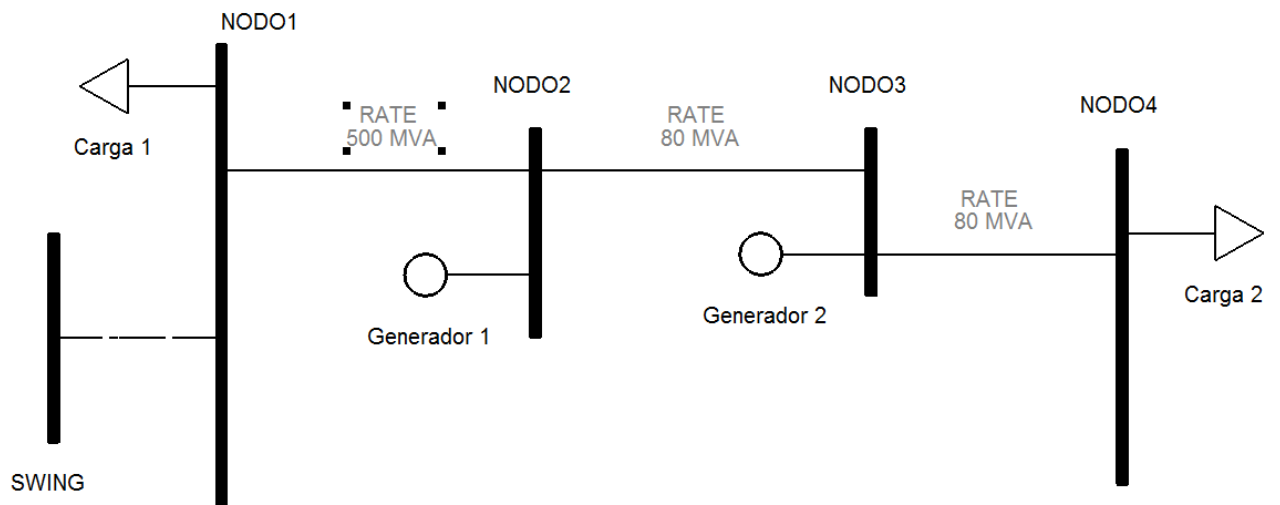 NODO1
NODO2
NODO3
NODO4
RATE
500 MVA
RATE
80 MVA
RATE
80 MVA
Carga 1
Generador 1
Generador 2
Carga 2
SWING